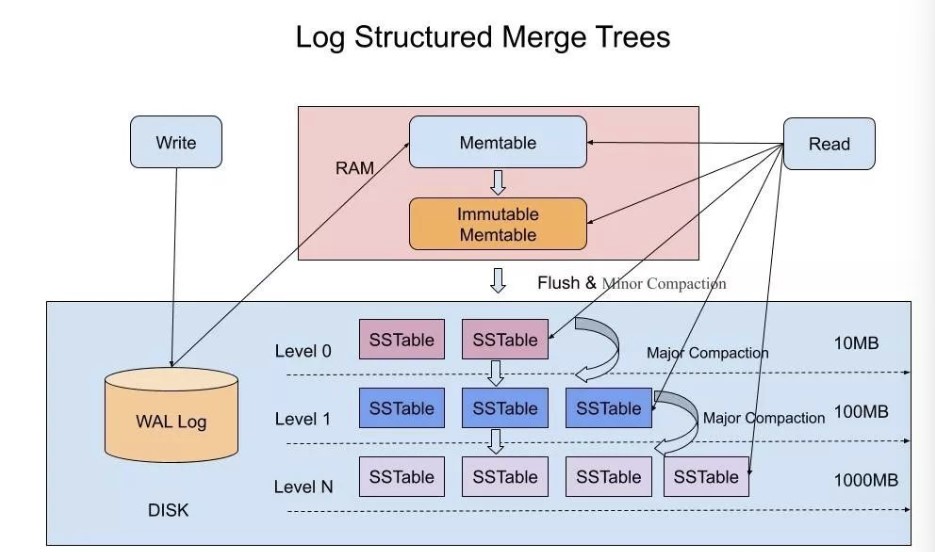 Log Structured Merge Trees
Write
Memtable
Read
RAM
Immutable
Memtable
Flush & Minor Compaction
Level 0
SSTable
SSTable
Major Compaction
10MB
WAL Log
Level 1
SSTable
SSTable
SSTable
Major Compaction
100MB
Level N
SSTable
SSTable
SSTable
SSTable
1000MB
DISK